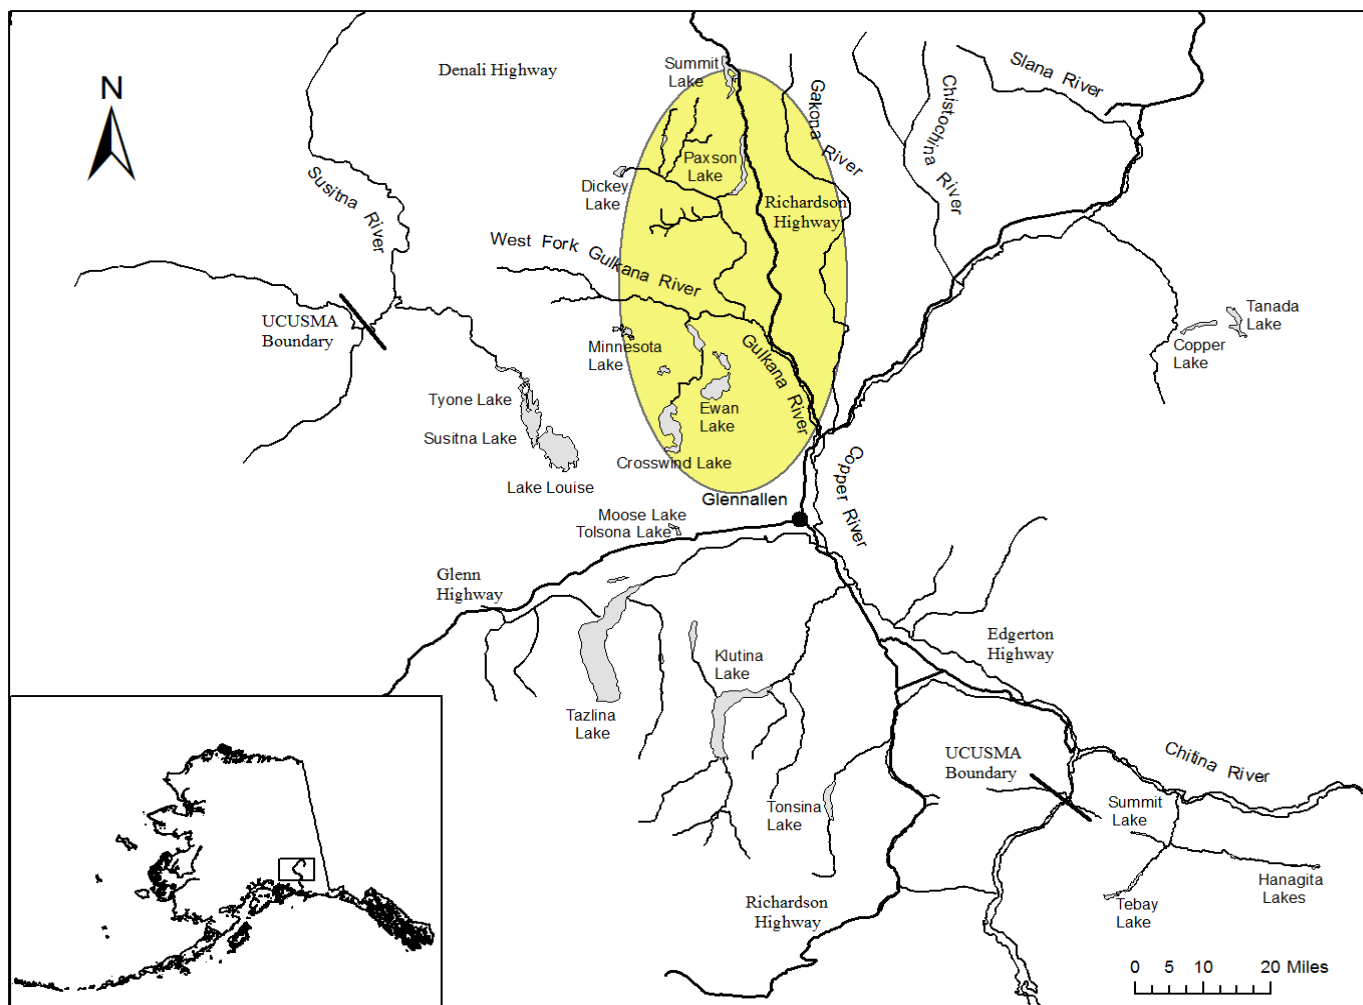 Denali Highway
Summit
Lake
Slana River
N
Gakona River
Chistochina River
Paxson
Lake
Dickey
Lake
Susitna River
Richardson
Highway
West Fork Gulkana River
UCUSMA
Boundary
Tanada
Lake
Copper
Lake
Minnesota
Lake
Gulkana River
Tyone Lake
Ewan
Lake
Susitna Lake
Crosswind Lake
Lake Louise
Copper River
Glennallen
Moose Lake
Tolsona Lake
Glenn
Highway
Edgerton
Highway
Klutina
Lake
Tazlina
Lake
UCUSMA
Boundary
Chitina River
Tonsina
Lake
Summit
Lake
Hanagita
Lakes
Richardson
Highway
Tebay
Lake
0 5 10 20 Miles